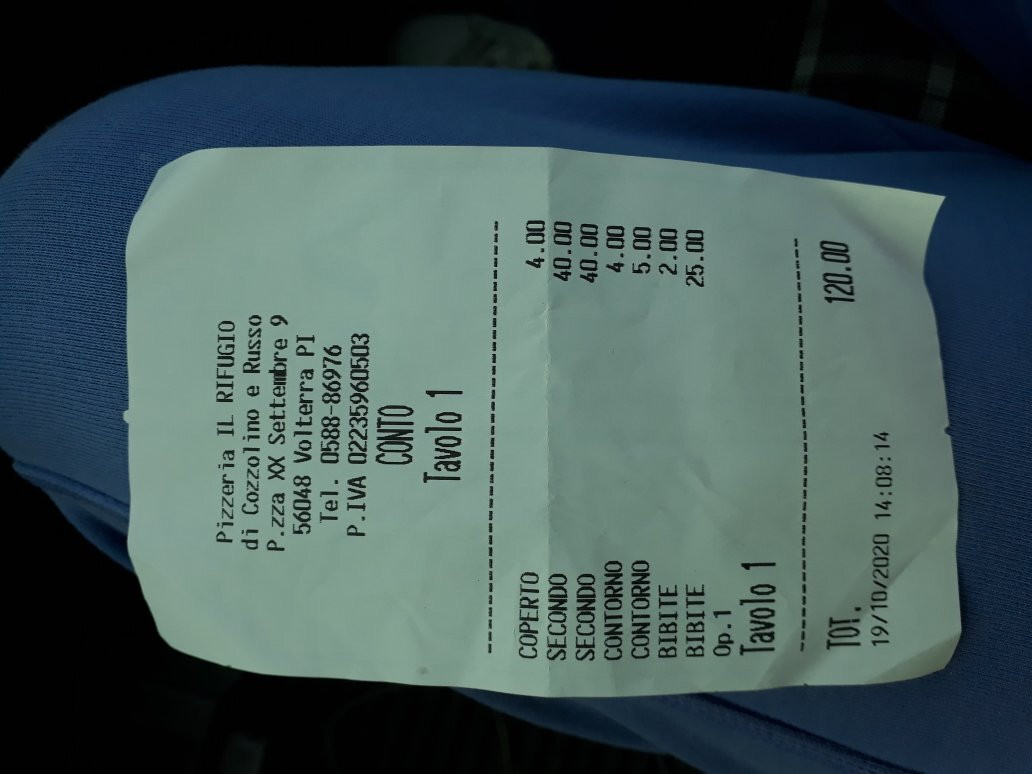 Pizzeria IL RIFUGIO
di Cozzolino e Russo
P.zza XX Settembre 9
56048 Volterra PI
Tel. 0588-86976
P.IVA 02235960503
CONTO
Tavolo 1
COPERTO 4.00
SECONDO 40.00
SECONDO 40.00
CONTORNO 4.00
CONTORNO 5.00
BIBITE 2.00
BIBITE 25.00
Op.1
Tavolo 1
TOT. 120.00
19/10/2020 14:08:14